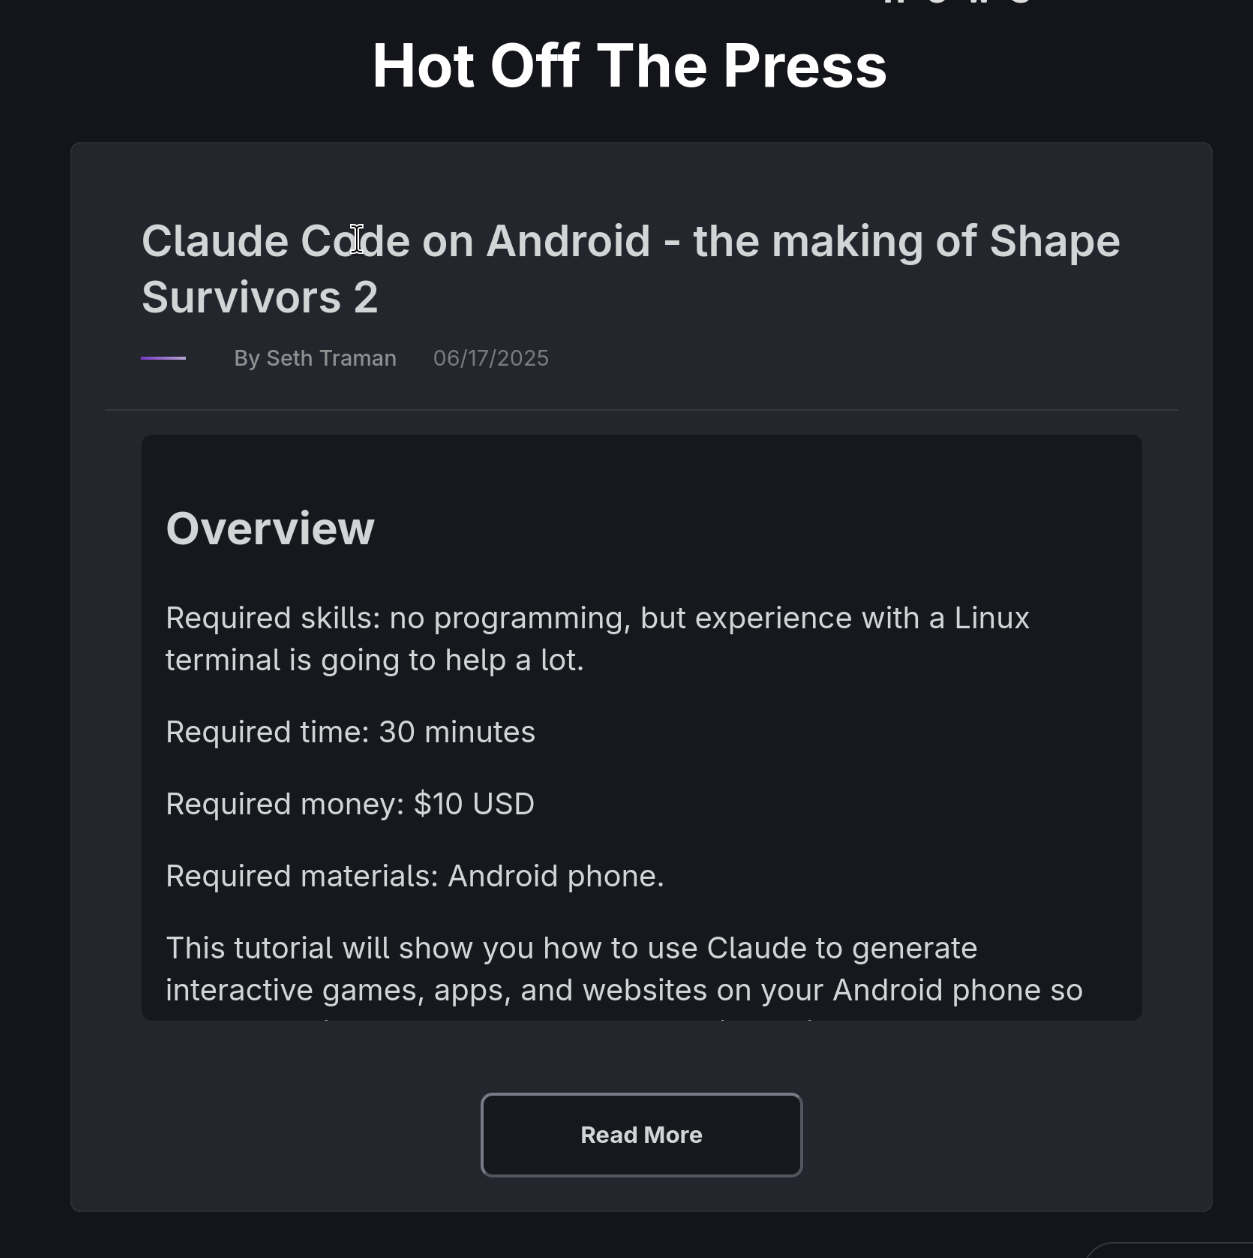 Hot Off The Press
Claude Code on Android - the making of Shape
Survivors 2
By Seth Traman 06/17/2025
Overview
Required skills: no programming, but experience with a Linux
terminal is going to help a lot.
Required time: 30 minutes
Required money: $10 USD
Required materials: Android phone.
This tutorial will show you how to use Claude to generate
interactive games, apps, and websites on your Android phone so
Read More